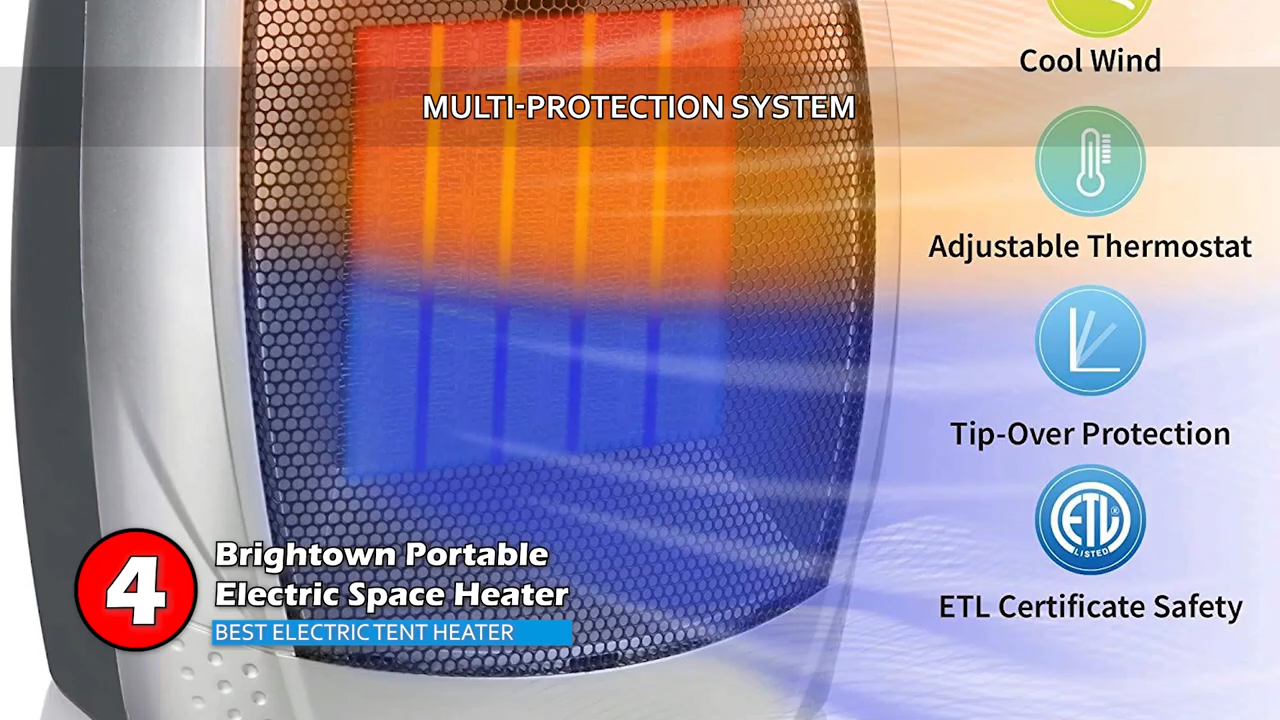 Cool Wind
MULTI-PROTECTION SYSTEM
Adjustable Thermostat
Tip-Over Protection
ETL®
LISTED
4
Brightown Portable
Electric Space Heater
BEST ELECTRIC TENT HEATER
ETL Certificate Safety